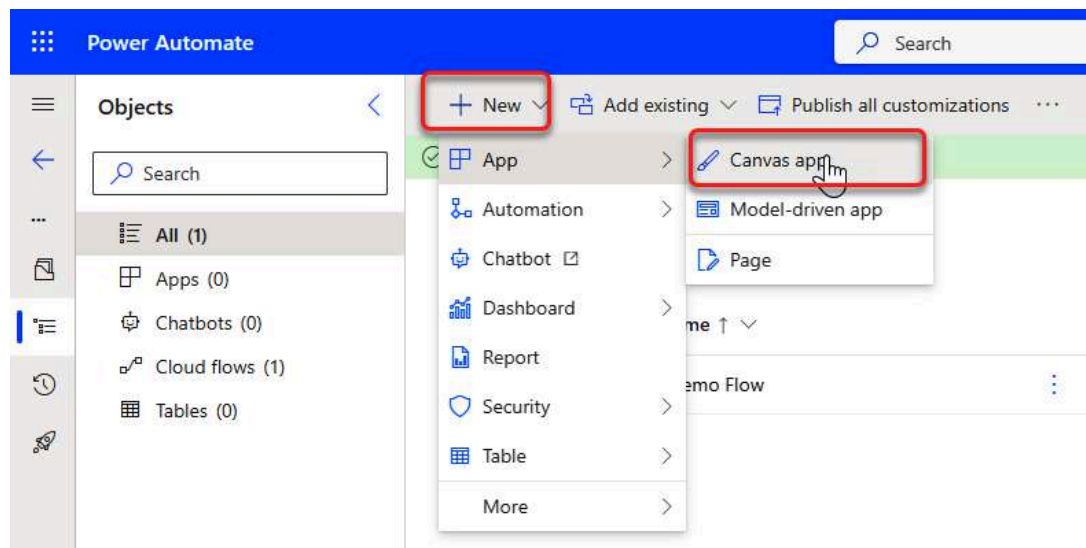 Power Automate
Search
Objects
New
Add existing
Publish all customizations
Search
All (1)
Apps (0)
Chatbots (0)
Cloud flows (1)
Tables (0)
App
Automation
Chatbot
Dashboard
Report
Security
Table
More
Canvas app
Model-driven app
Page
me ↑
emo Flow